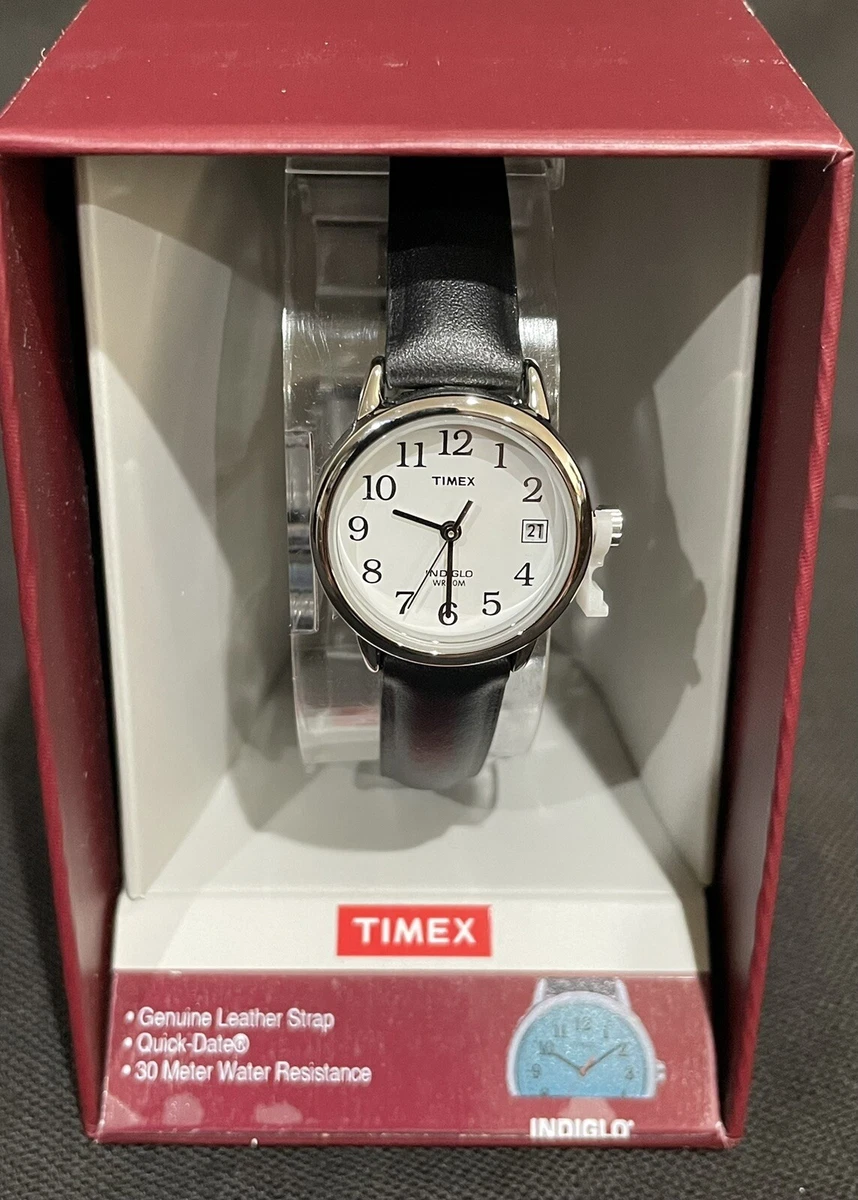 12
11 1
TIMEX
10 2
9 21
8 4
INDIGLO
WR30M
7 6 5
TIMEX
• Genuine Leather Strap
• Quick-Date®
• 30 Meter Water Resistance
INDIGLO®